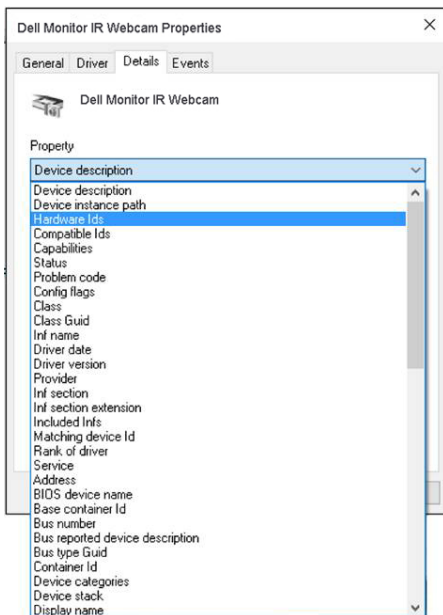 Dell Monitor IR Webcam Properties
General Driver Details Events
Dell Monitor IR Webcam
Property
Device description
Device description
Device instance path
Hardware Ids
Compatible Ids
Capabilities
Status
Problem code
Config flags
Class
Class Guid
Inf name
Driver date
Driver version
Provider
Inf section
Inf section extension
Included Infs
Matching device Id
Rank of driver
Service
Address
BIOS device name
Base container Id
Bus number
Bus reported device description
Bus type Guid
Container Id
Device categories
Device stack
Display name